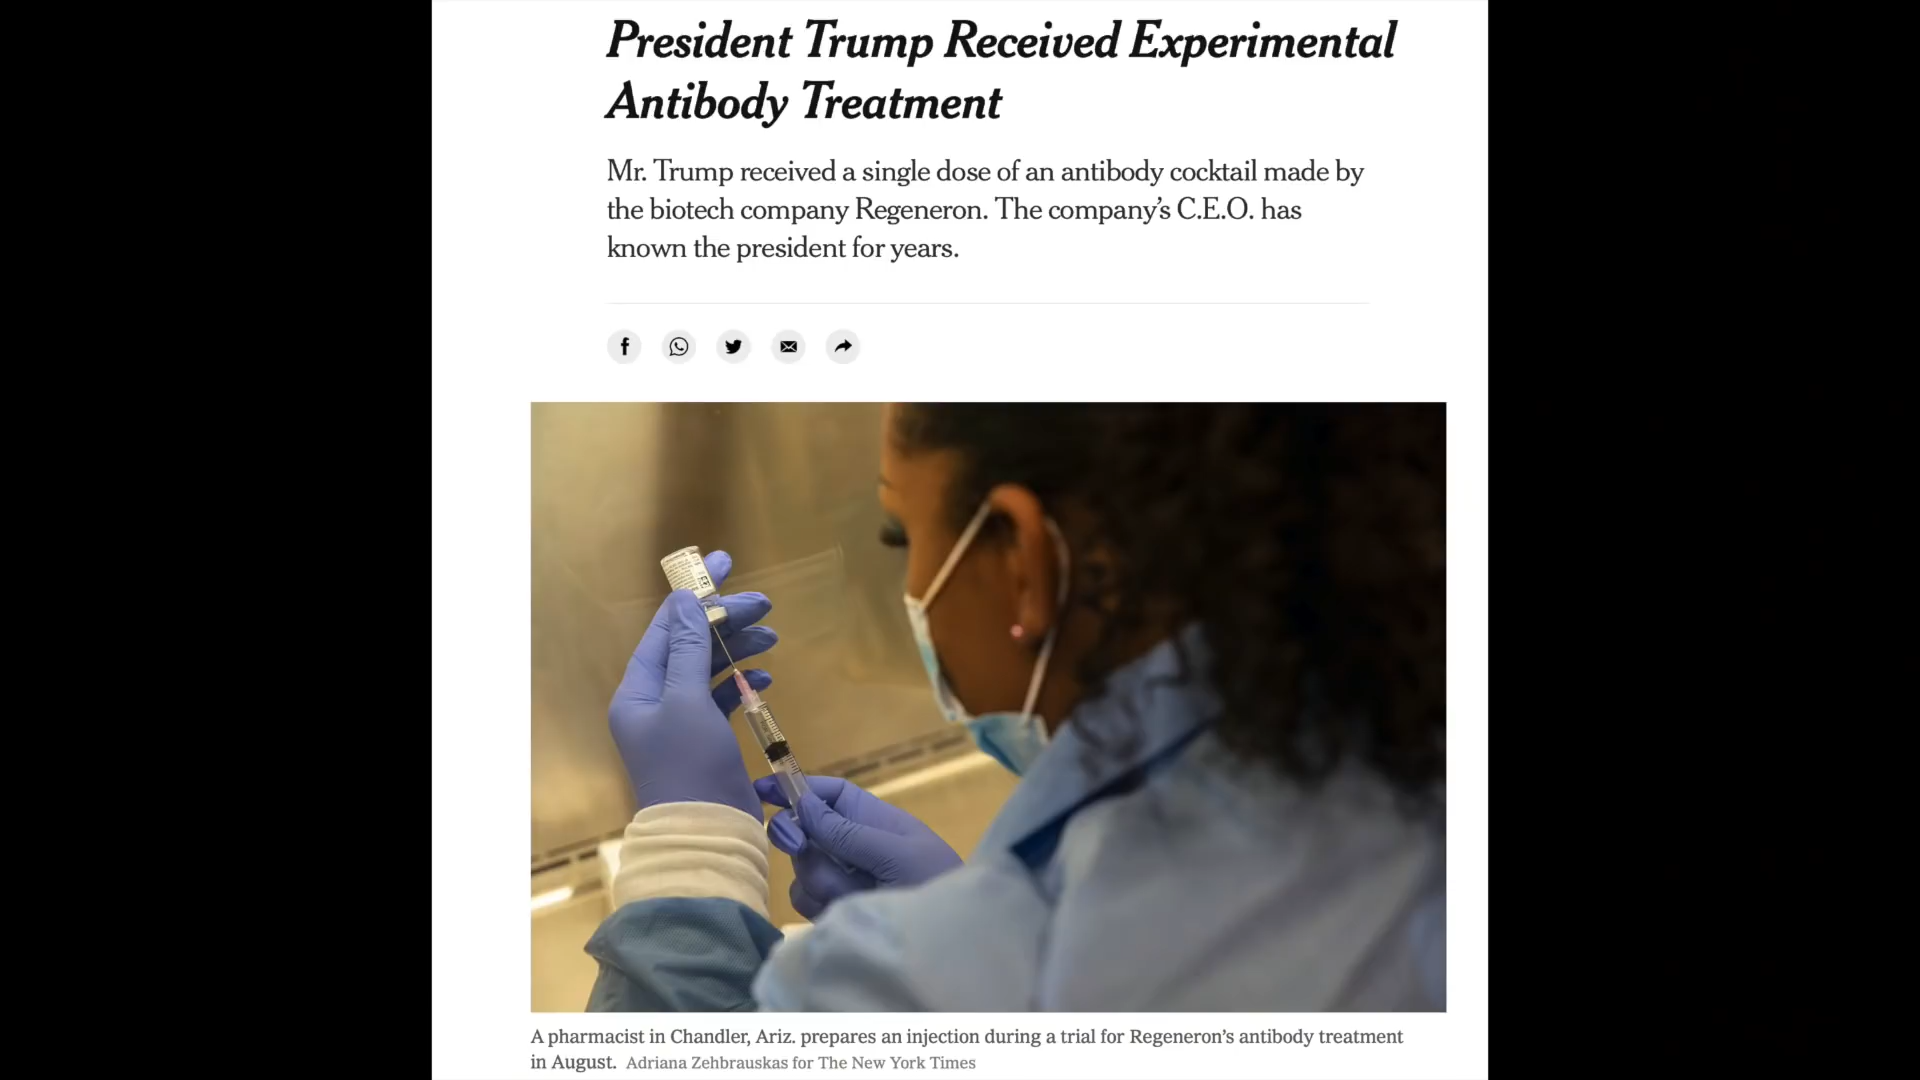 President Trump Received Experimental
Antibody Treatment
Mr. Trump received a single dose of an antibody cocktail made by
the biotech company Regeneron. The company's C.E.O. has
known the president for years.
A pharmacist in Chandler, Ariz. prepares an injection during a trial for Regeneron's antibody treatment
in August. Adriana Zehbrauskas for The New York Times